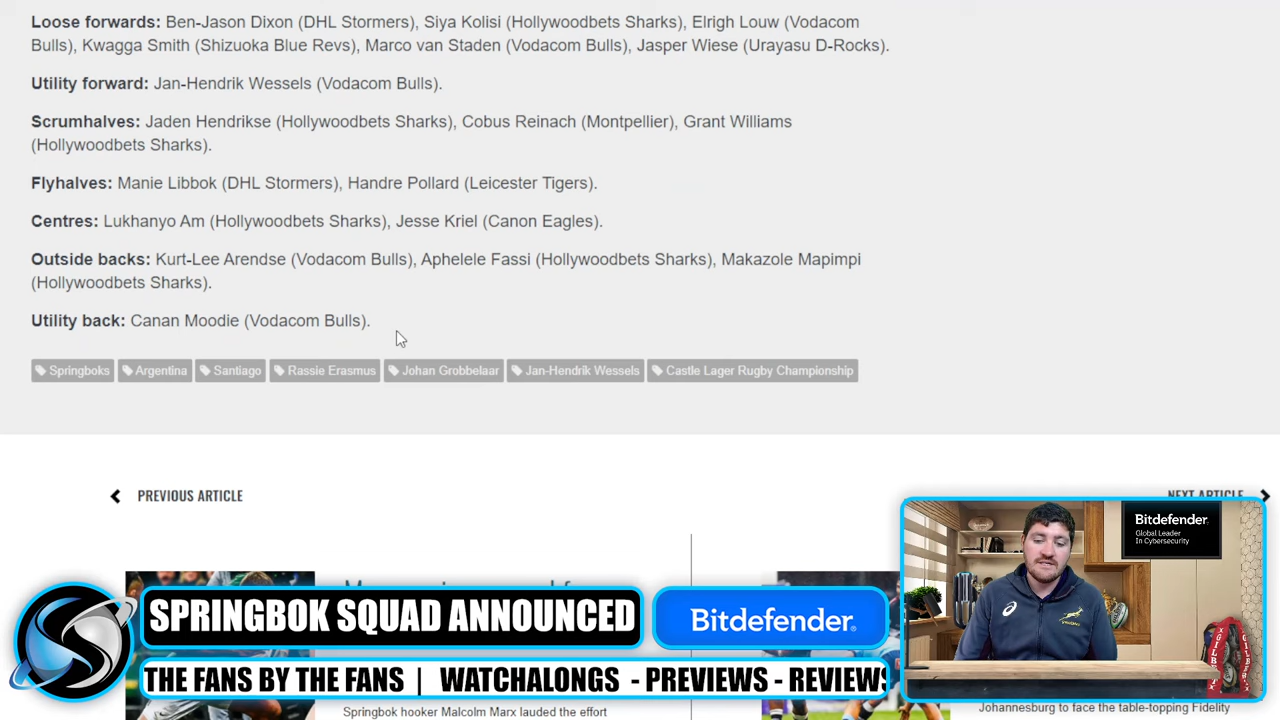 Loose forwards: Ben-Jason Dixon (DHL Stormers), Siya Kolisi (Hollywoodbets Sharks), Elrigh Louw (Vodacom
Bulls), Kwagga Smith (Shizuoka Blue Revs), Marco van Staden (Vodacom Bulls), Jasper Wiese (Urayasu D-Rocks).
Utility forward: Jan-Hendrik Wessels (Vodacom Bulls).
Scrumhalves: Jaden Hendrikse (Hollywoodbets Sharks), Cobus Reinach (Montpellier), Grant Williams
(Hollywoodbets Sharks).
Flyhalves: Manie Libbok (DHL Stormers), Handre Pollard (Leicester Tigers).
Centres: Lukhanyo Am (Hollywoodbets Sharks), Jesse Kriel (Canon Eagles).
Outside backs: Kurt-Lee Arendse (Vodacom Bulls), Aphelele Fassi (Hollywoodbets Sharks), Makazole Mapimpi
(Hollywoodbets Sharks).
Utility back: Canan Moodie (Vodacom Bulls).
Springboks Argentina Santiago Rassie Erasmus Johan Grobbelaar Jan-Hendrik Wessels Castle Lager Rugby Championship
PREVIOUS ARTICLE
NEXT ARTICLE
Bitdefender
Global Leader
In Cybersecurity
SPRINGBOK SQUAD ANNOUNCED
Bitdefender
THE FANS BY THE FANS | WATCHALONGS - PREVIEWS - REVIEWS
Springbok hooker Malcolm Marx lauded the effort
Johannesburg to face the table-topping Fidelity